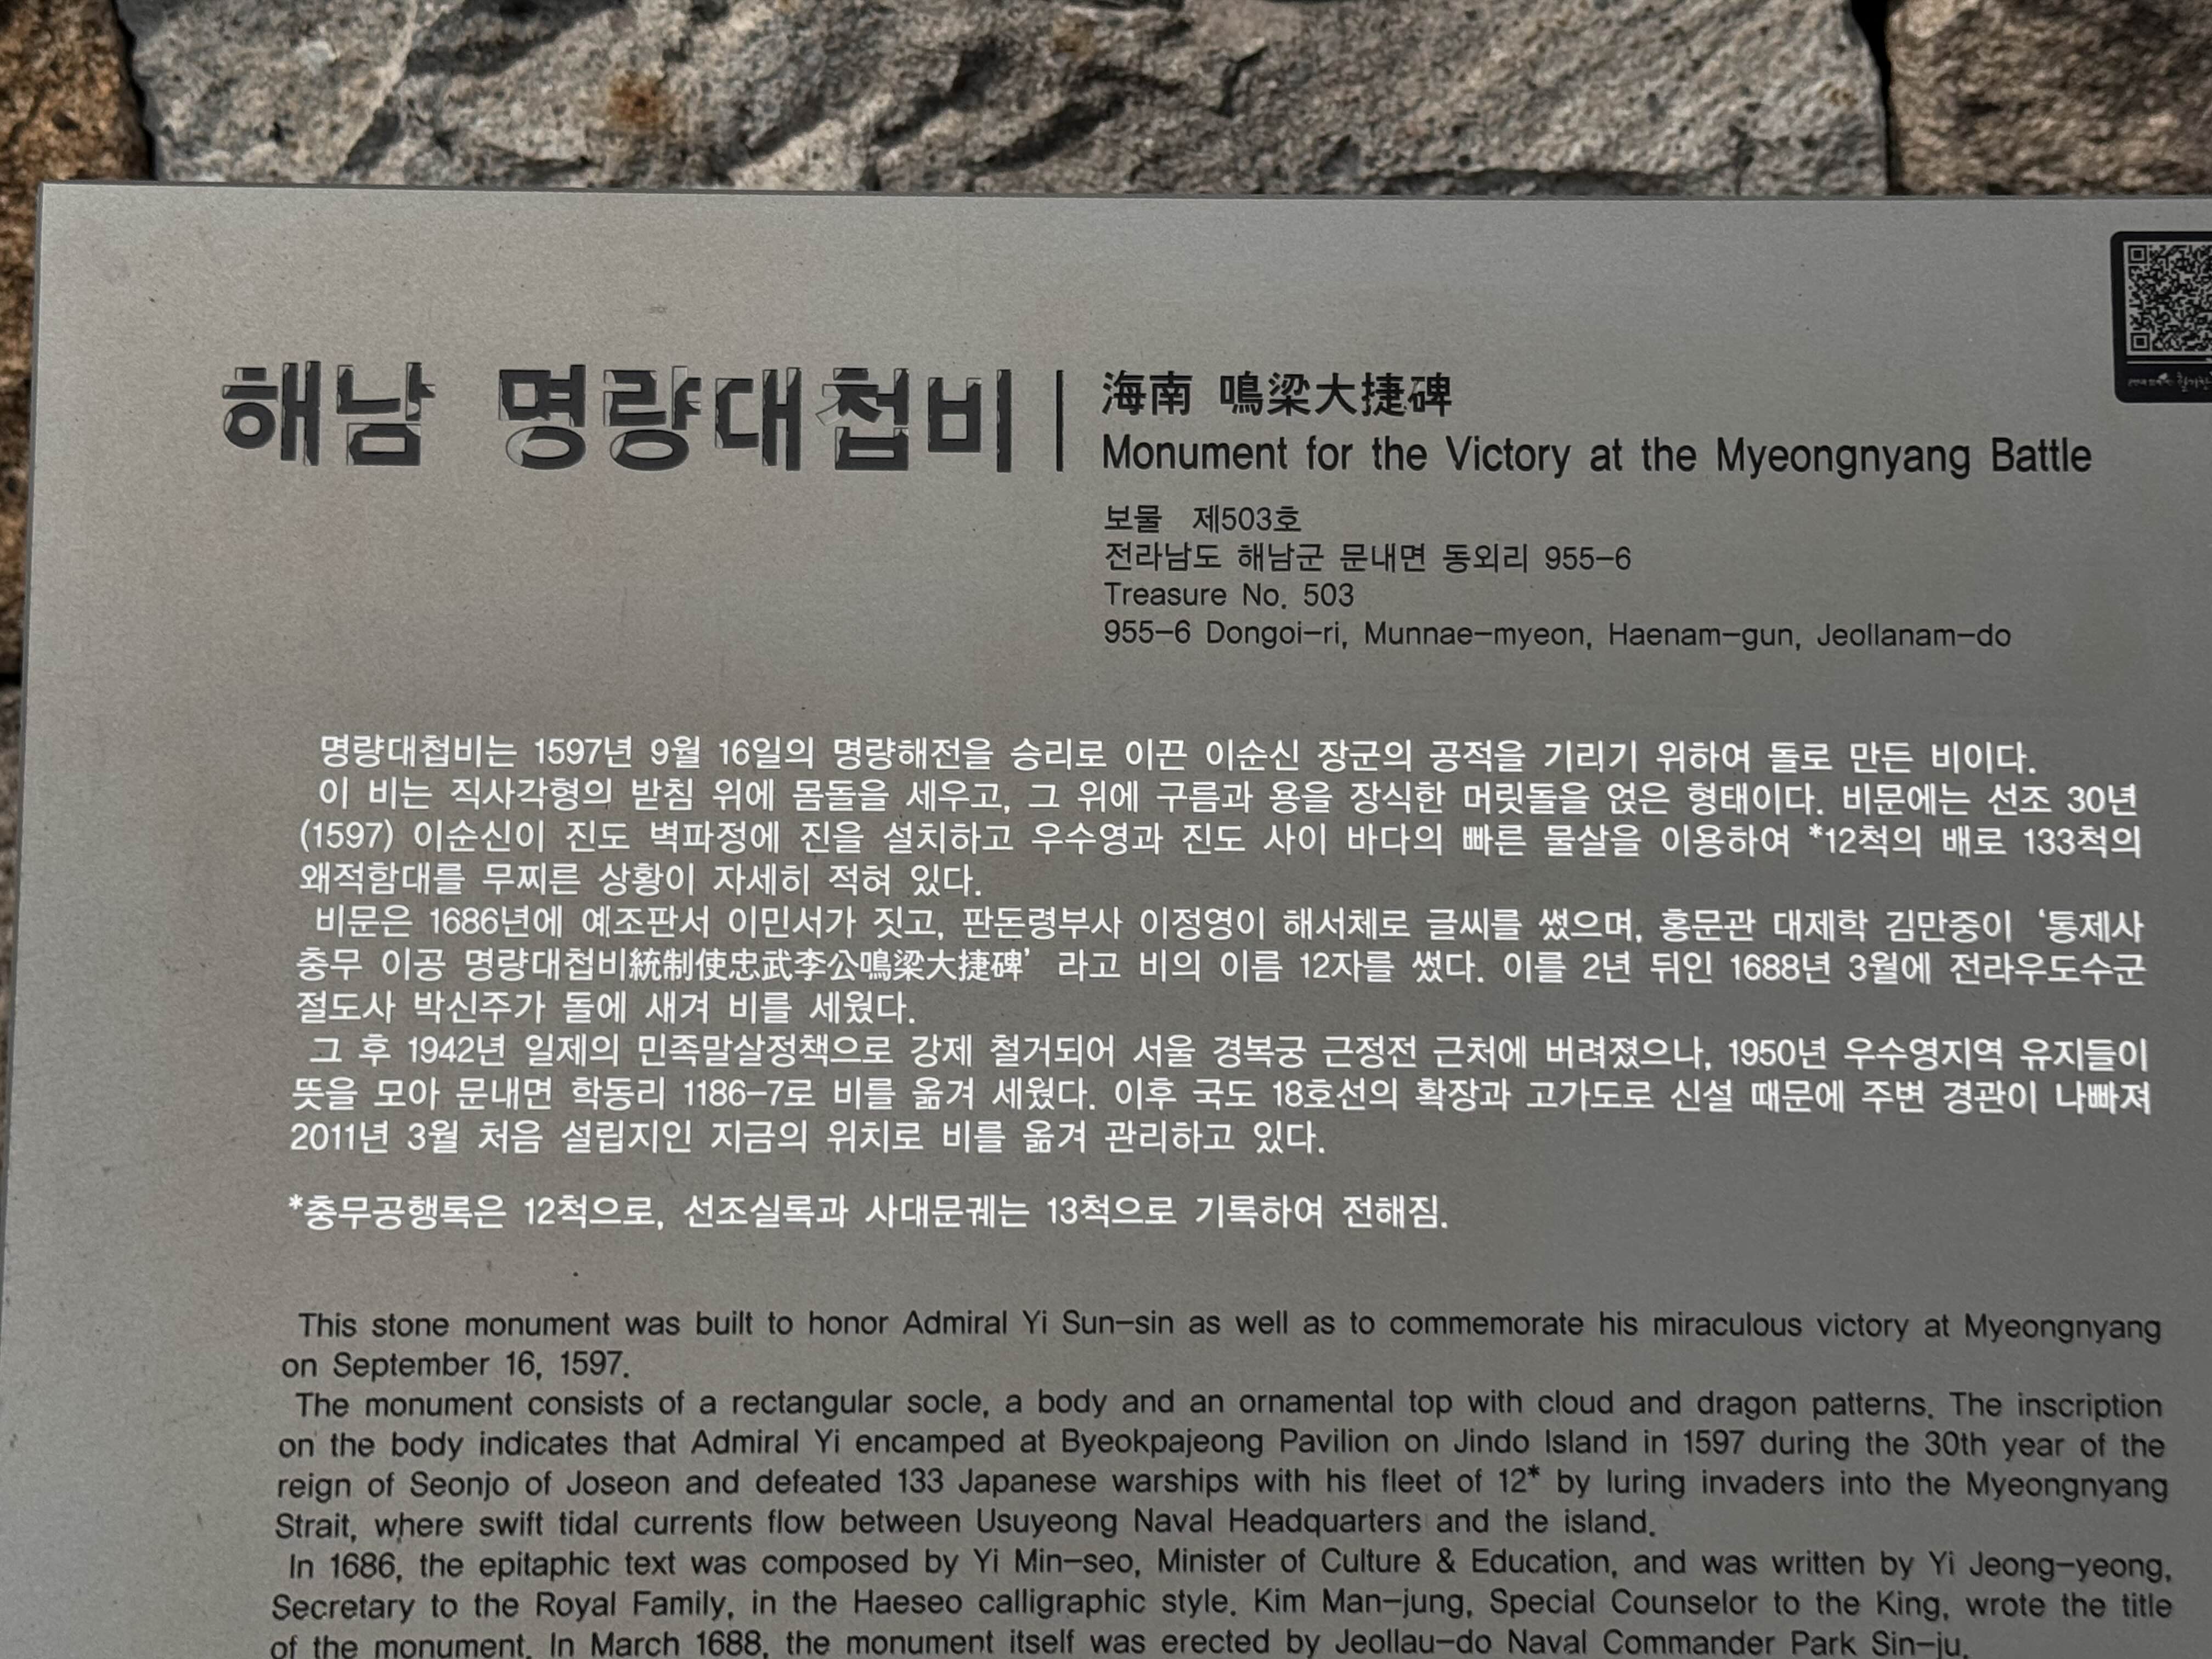 해남 명량대첩비
海南 鳴梁大捷碑
Monument for the Victory at the Myeongnyang Battle
보물 제503호
전라남도 해남군 문내면 동외리 955-6
Treasure No. 503
955-6 Dongoi-ri, Munnae-myeon, Haenam-gun, Jeollanam-do
명량대첩비는 1597년 9월 16일의 명량해전을 승리로 이끈 이순신 장군의 공적을 기리기 위하여 돌로 만든 비이다.
이 비는 직사각형의 받침 위에 몸돌을 세우고, 그 위에 구름과 용을 장식한 머릿돌을 얹은 형태이다. 비문에는 선조 30년
(1597) 이순신이 진도 벽파정에 진을 설치하고 우수영과 진도 사이 바다의 빠른 물살을 이용하여 *12척의 배로 133척의
왜적함대를 무찌른 상황이 자세히 적혀 있다.
비문은 1686년에 예조판서 이민서가 짓고, 판돈령부사 이정영이 해서체로 글씨를 썼으며, 홍문관 대제학 김만중이 ‘통제사
충무 이공 명량대첩비統制使忠武李公鳴梁大捷碑’ 라고 비의 이름 12자를 썼다. 이를 2년 뒤인 1688년 3월에 전라우도수군
절도사 박신주가 돌에 새겨 비를 세웠다.
그 후 1942년 일제의 민족말살정책으로 강제 철거되어 서울 경복궁 근정전 근처에 버려졌으나, 1950년 우수영지역 유지들이
뜻을 모아 문내면 학동리 1186-7로 비를 옮겨 세웠다. 이후 국도 18호선의 확장과 고가도로 신설 때문에 주변 경관이 나빠져
2011년 3월 처음 설립지인 지금의 위치로 비를 옮겨 관리하고 있다.
*충무공행록은 12척으로, 선조실록과 사대문궤는 13척으로 기록하여 전해짐.
This stone monument was built to honor Admiral Yi Sun-sin as well as to commemorate his miraculous victory at Myeongnyang
on September 16, 1597.
The monument consists of a rectangular socle, a body and an ornamental top with cloud and dragon patterns. The inscription
on the body indicates that Admiral Yi encamped at Byeokpajeong Pavilion on Jindo Island in 1597 during the 30th year of the
reign of Seonjo of Joseon and defeated 133 Japanese warships with his fleet of 12* by luring invaders into the Myeongnyang
Strait, where swift tidal currents flow between Usuyeong Naval Headquarters and the island.
In 1686, the epitaphic text was composed by Yi Min-seo, Minister of Culture & Education, and was written by Yi Jeong-yeong,
Secretary to the Royal Family, in the Haeseo calligraphic style. Kim Man-jung, Special Counselor to the King, wrote the title
of the monument. In March 1688, the monument itself was erected by Jeollau-do Naval Commander Park Sin-ju.